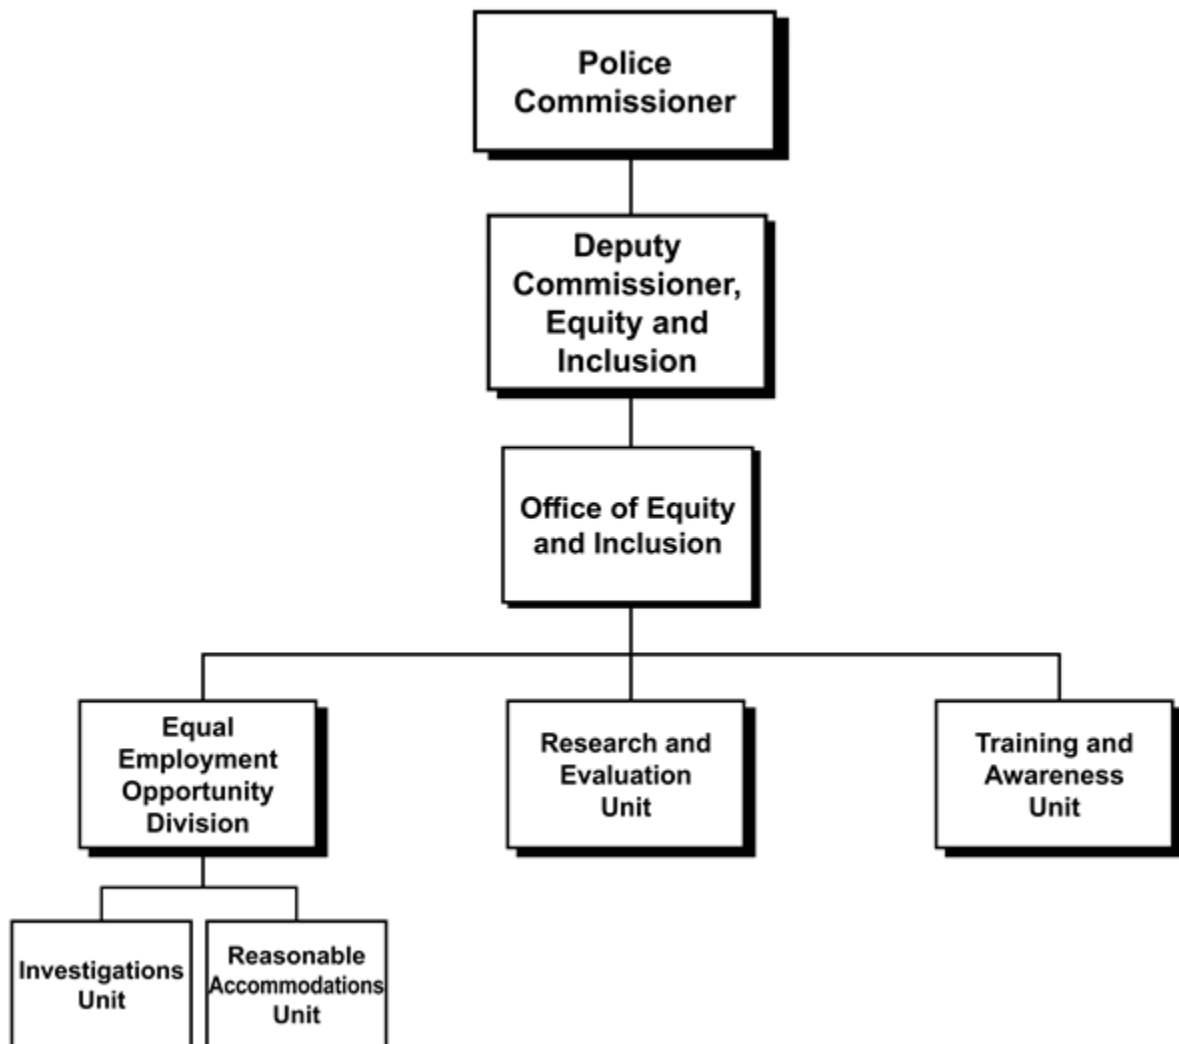 Police
Commissioner
Deputy
Commissioner,
Equity and
Inclusion
Office of Equity
and Inclusion
Equal
Employment
Opportunity
Division
Research and
Evaluation
Unit
Training and
Awareness
Unit
Investigations
Unit
Reasonable
Accommodations
Unit